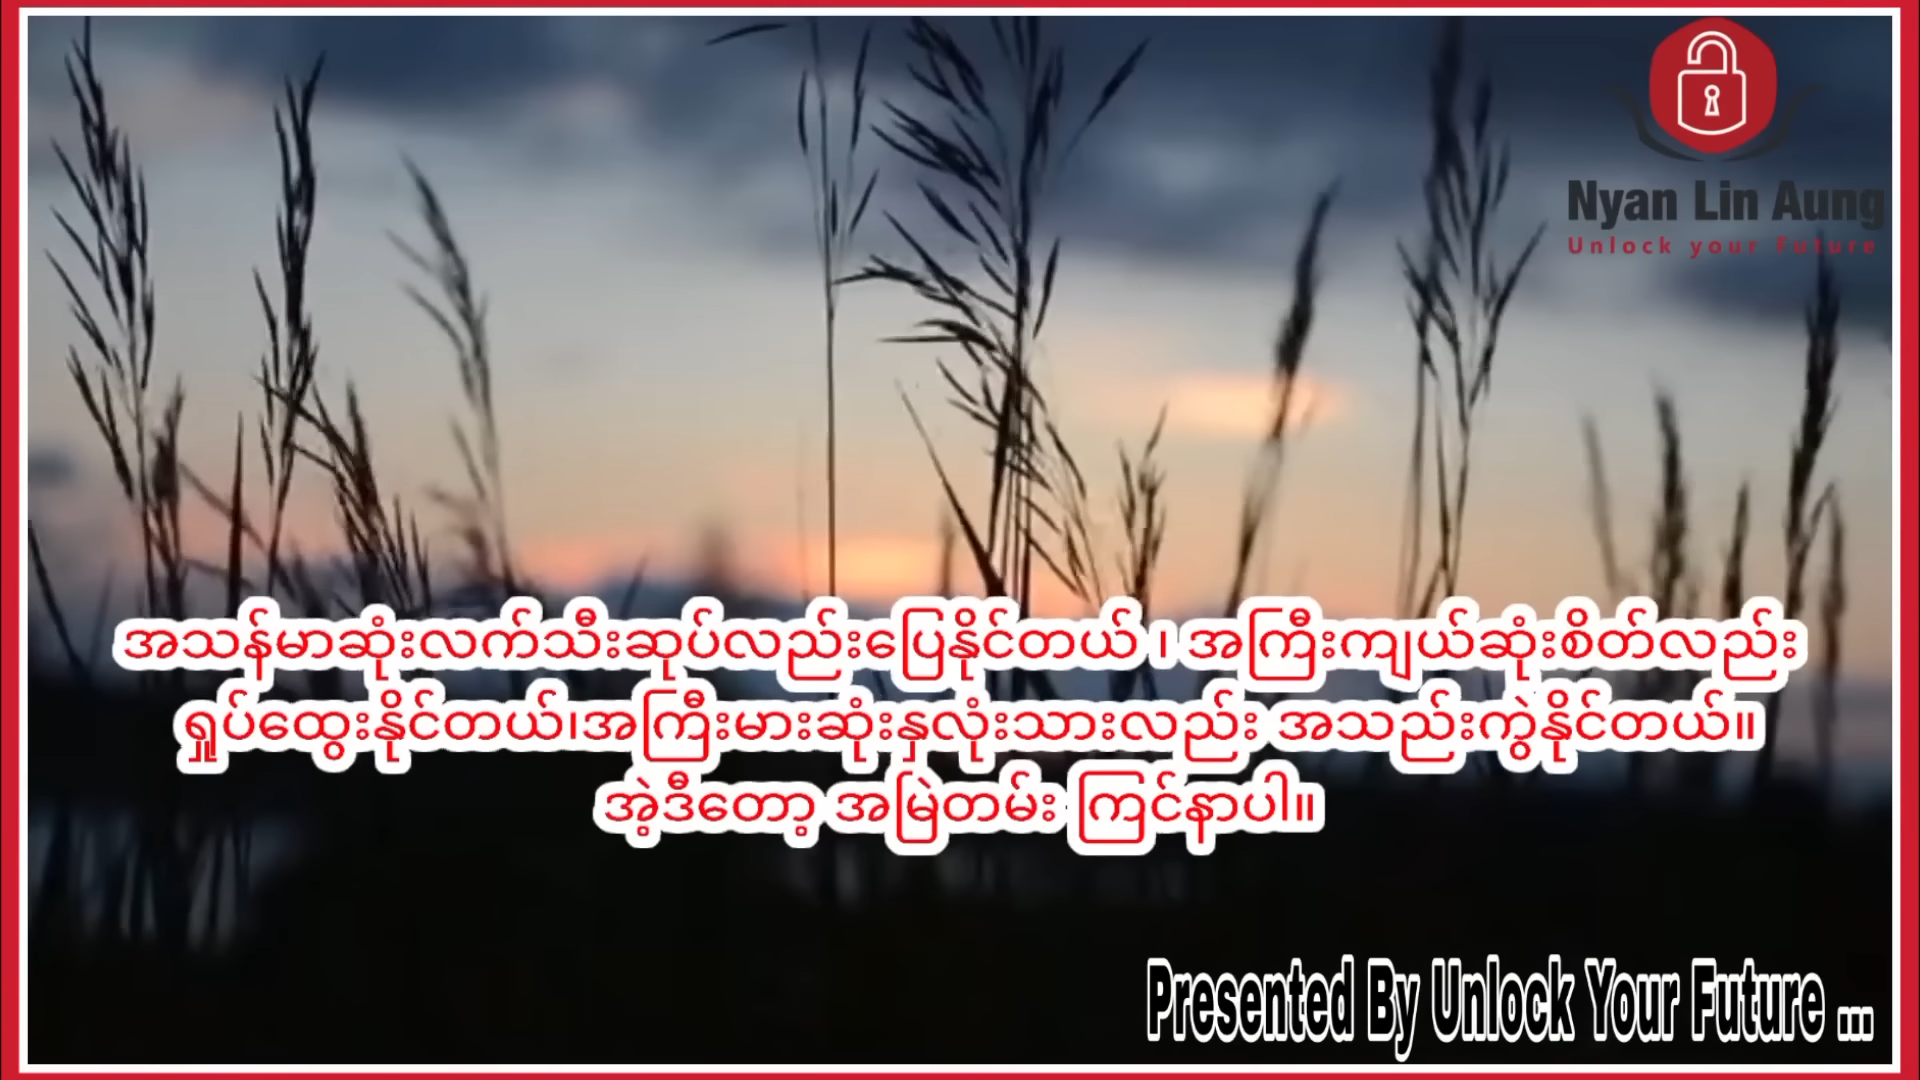 Nyan Lin Aung
Unlock your Future
အသန်မာဆုံးလက်သီးဆုပ်လည်းပြေနိုင်တယ် ၊ အကြီးကျယ်ဆုံးစိတ်လည်း
ရှုပ်ထွေးနိုင်တယ်၊အကြီးမားဆုံးနှလုံးသားလည်း အသည်းကွဲနိုင်တယ်။
အဲ့ဒီတော့ အမြဲတမ်း ကြင်နာပါ။
Presented By Unlock Your Future ...